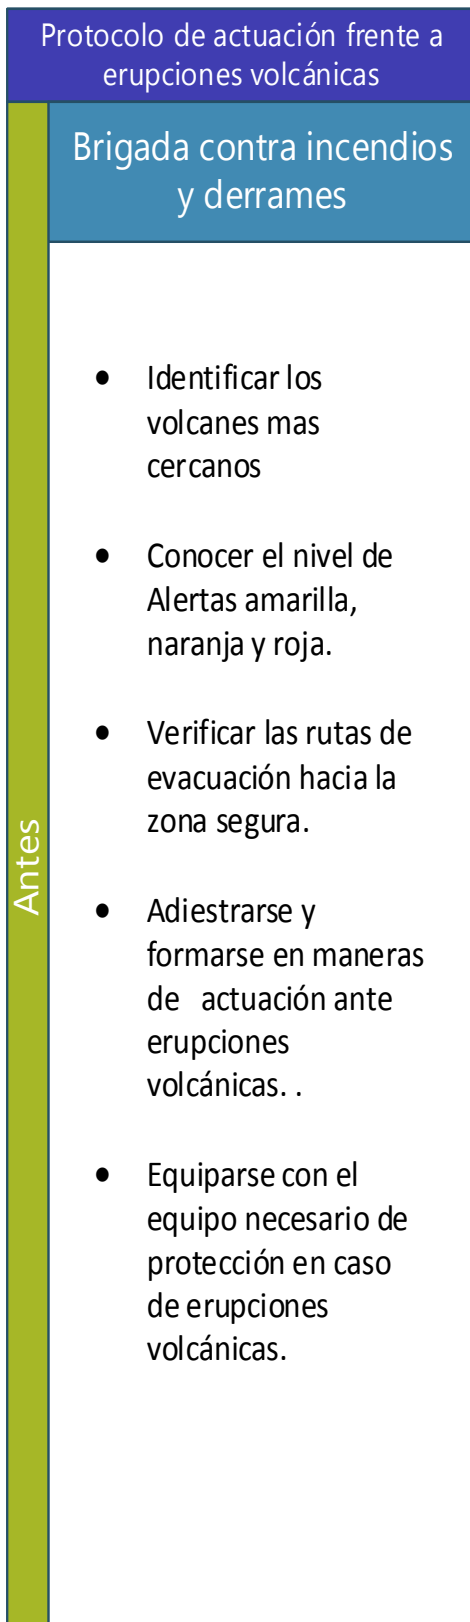 Protocolo de actuación frente a
erupciones volcánicas
Brigada contra incendios
y derrames
Antes
• Identificar los
volcanes mas
cercanos
• Conocer el nivel de
Alertas amarilla,
naranja y roja.
• Verificar las rutas de
evacuación hacia la
zona segura.
• Adiestrarse y
formarse en maneras
de actuación ante
erupciones
volcánicas. .
• Equiparse con el
equipo necesario de
protección en caso
de erupciones
volcánicas.